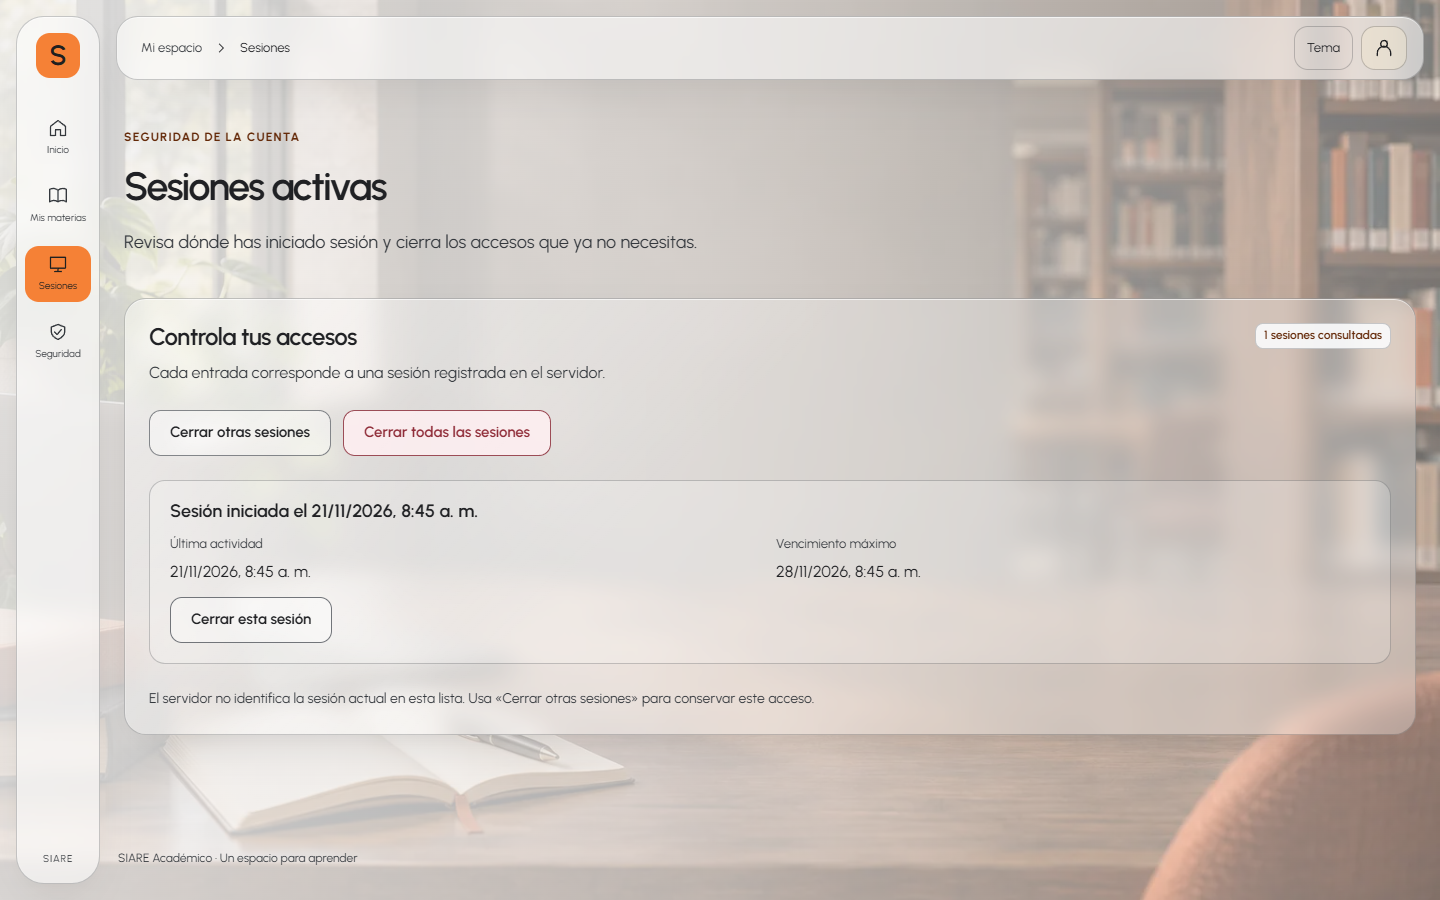 S
Mi espacio > Sesiones
Tema
Inicio
Mis materias
Sesiones
Seguridad
SIARE
SEGURIDAD DE LA CUENTA
Sesiones activas
Revisa dónde has iniciado sesión y cierra los accesos que ya no necesitas.
Controla tus accesos
1 sesiones consultadas
Cada entrada corresponde a una sesión registrada en el servidor.
Cerrar otras sesiones
Cerrar todas las sesiones
Sesión iniciada el 21/11/2026, 8:45 a. m.
Última actividad
21/11/2026, 8:45 a. m.
Vencimiento máximo
28/11/2026, 8:45 a. m.
Cerrar esta sesión
El servidor no identifica la sesión actual en esta lista. Usa «Cerrar otras sesiones» para conservar este acceso.
SIARE Académico · Un espacio para aprender